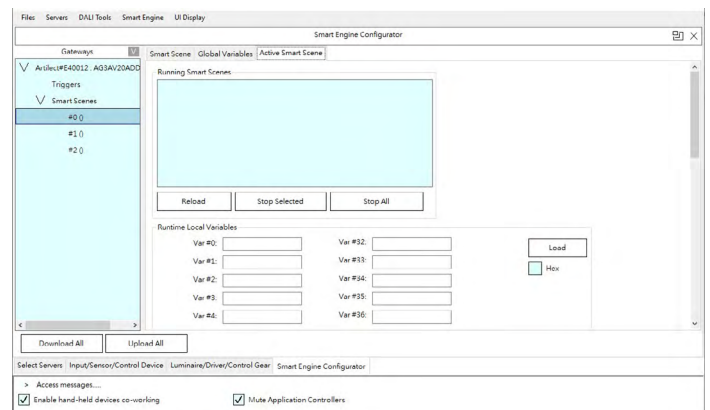 Files Servers DALI Tools Smart Engine UI Display
Smart Engine Configurator
Gateways V Smart Scene Global Variables Active Smart Scene
Artilect#E40012 . AG3AV20ADD
Triggers
Smart Scenes
#0 ()
#1 ()
#2 ()
Running Smart Scenes
Reload Stop Selected Stop All
Runtime Local Variables
Var #0: Var #32: Load
Var #1: Var #33: Hex
Var #2: Var #34:
Var #3: Var #35:
Var #4: Var #36:
Download All Upload All
Select Servers Input/Sensor/Control Device Luminaire/Driver/Control Gear Smart Engine Configurator
> Access messages....
Enable hand-held devices co-working Mute Application Controllers